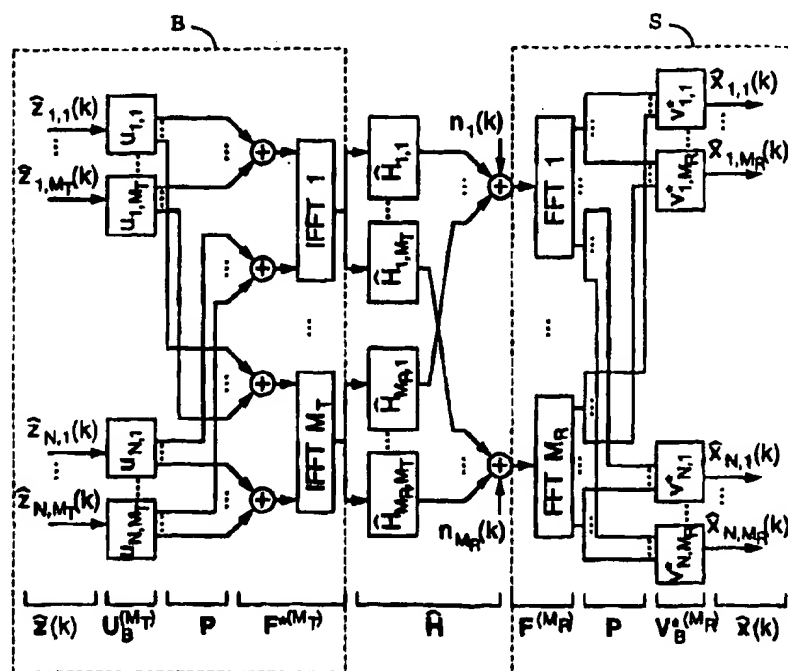 B
S
ẑ1,1(k)
u1,1
ẑ1,MT(k)
u1,MT
IFFT 1
Ĥ1,1
Ĥ1,MT
n1(k)
FFT 1
v*1,1
x̂1,1(k)
v*1,MR
x̂1,MR(k)
ẑN,1(k)
uN,1
ẑN,MT(k)
uN,MT
IFFT MT
ĤMR,1
ĤMR,MT
nMR(k)
FFT MR
v*N,1
x̂N,1(k)
v*N,MR
x̂N,MR(k)
ẑ(k) UB(MT) P F*(MT) Ĥ F(MR) P VB*(MR) x̂(k)